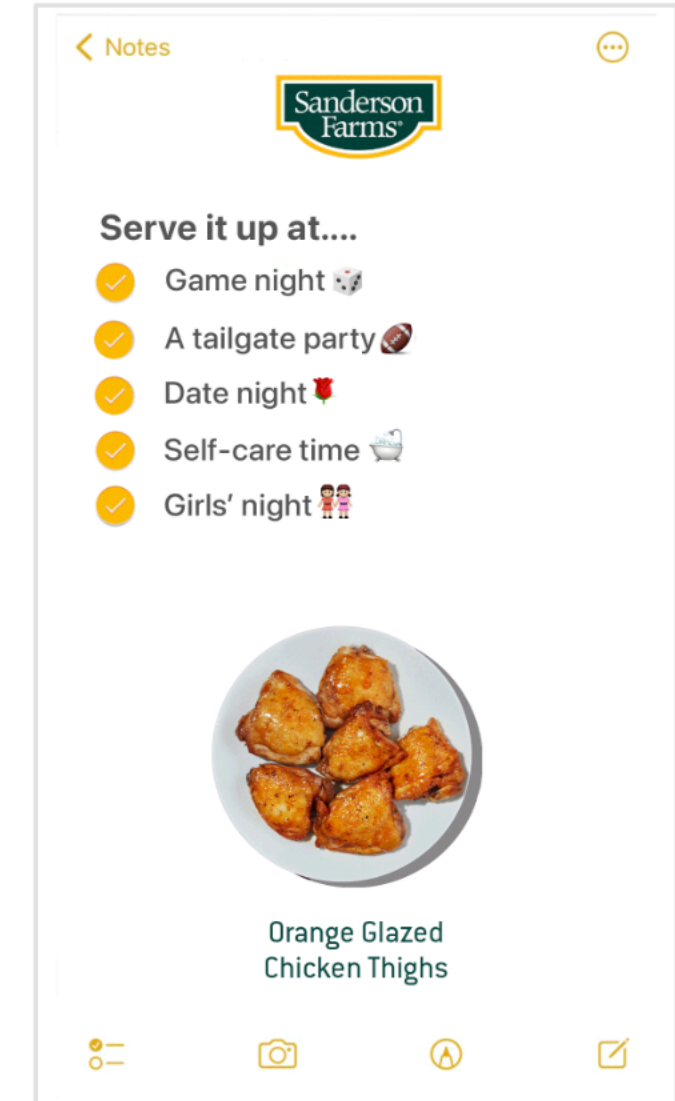 Notes
Sanderson
Farms®
Serve it up at....
Game night 🎲
A tailgate party🏈
Date night🌹
Self-care time 🛁
Girls’ night👭
Orange Glazed
Chicken Thighs